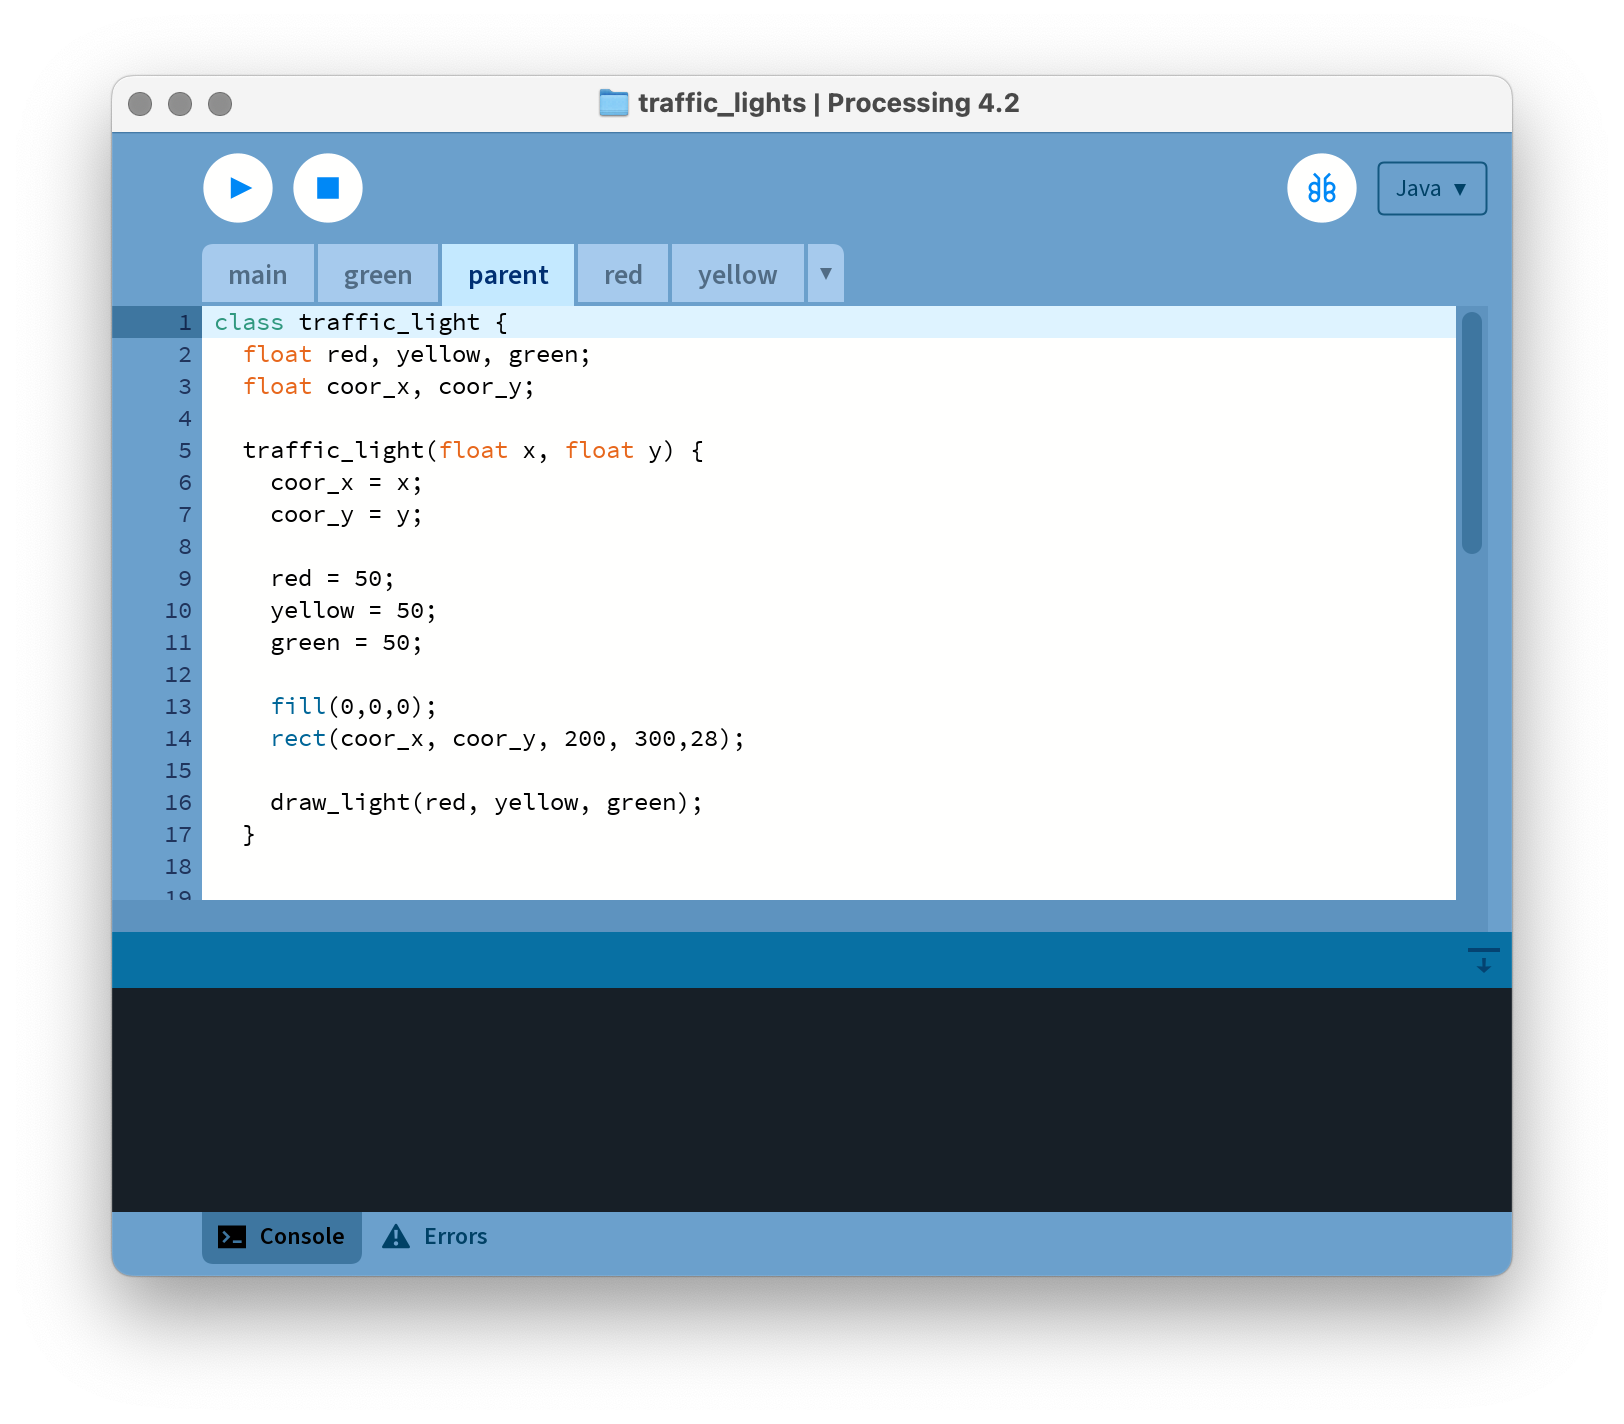 traffic_lights | Processing 4.2
Java ▼
main green parent red yellow ▼
1 class traffic_light {
2   float red, yellow, green;
3   float coor_x, coor_y;
4
5   traffic_light(float x, float y) {
6     coor_x = x;
7     coor_y = y;
8
9     red = 50;
10     yellow = 50;
11     green = 50;
12
13     fill(0,0,0);
14     rect(coor_x, coor_y, 200, 300,28);
15
16     draw_light(red, yellow, green);
17   }
18
19
Console Errors